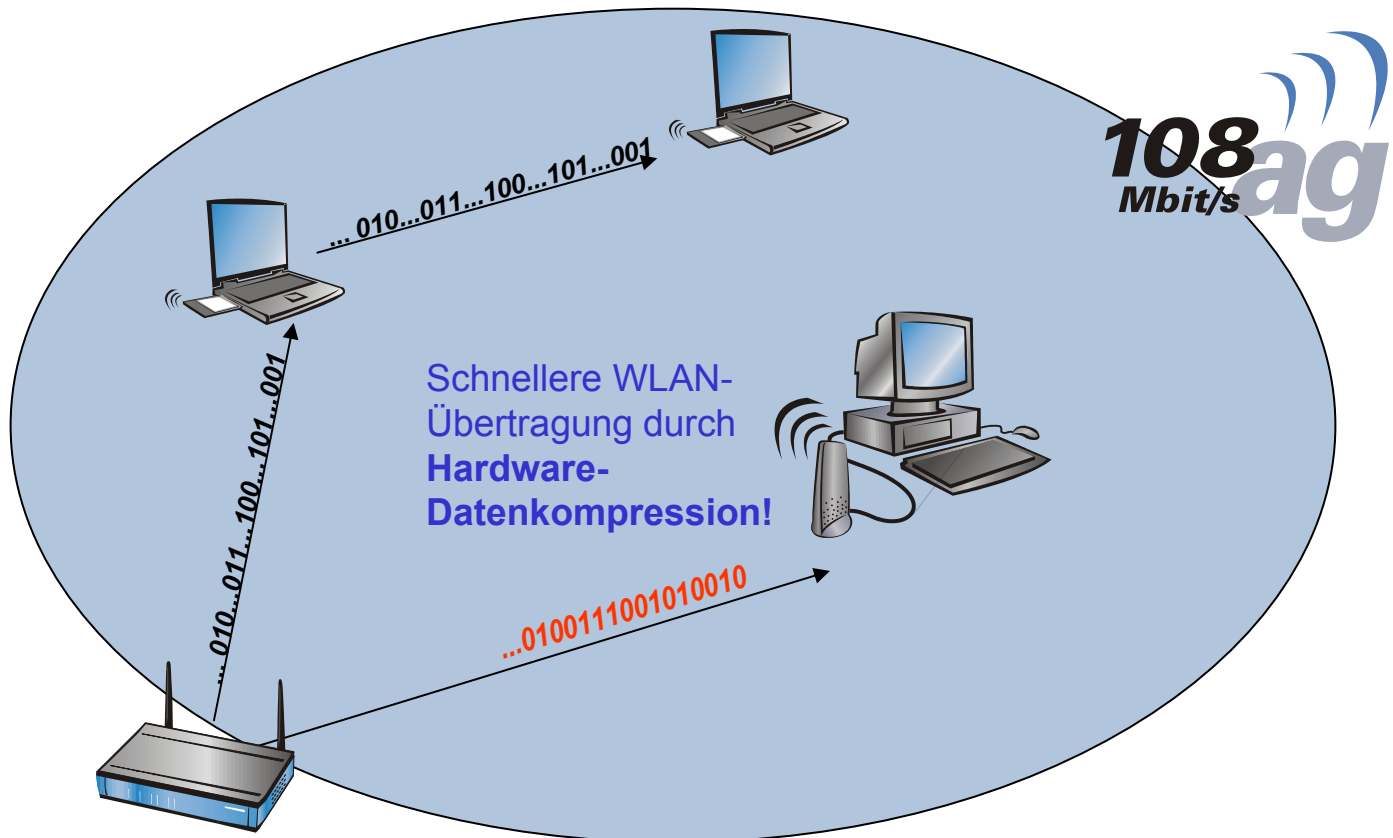 108
Mbit/s ag
... 010...011...100...101...001
... 010...011...100...101...001
Schnellere WLAN-
Übertragung durch
Hardware-
Datenkompression!
...0100111001010010